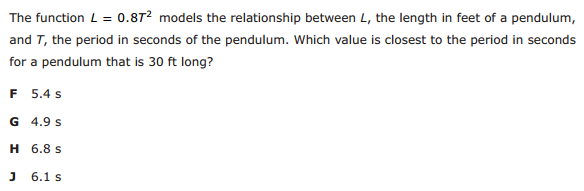 The function L = 0.8T² models the relationship between L, the length in feet of a pendulum,
and T, the period in seconds of the pendulum. Which value is closest to the period in seconds
for a pendulum that is 30 ft long?
F 5.4 s
G 4.9 s
H 6.8 s
J 6.1 s